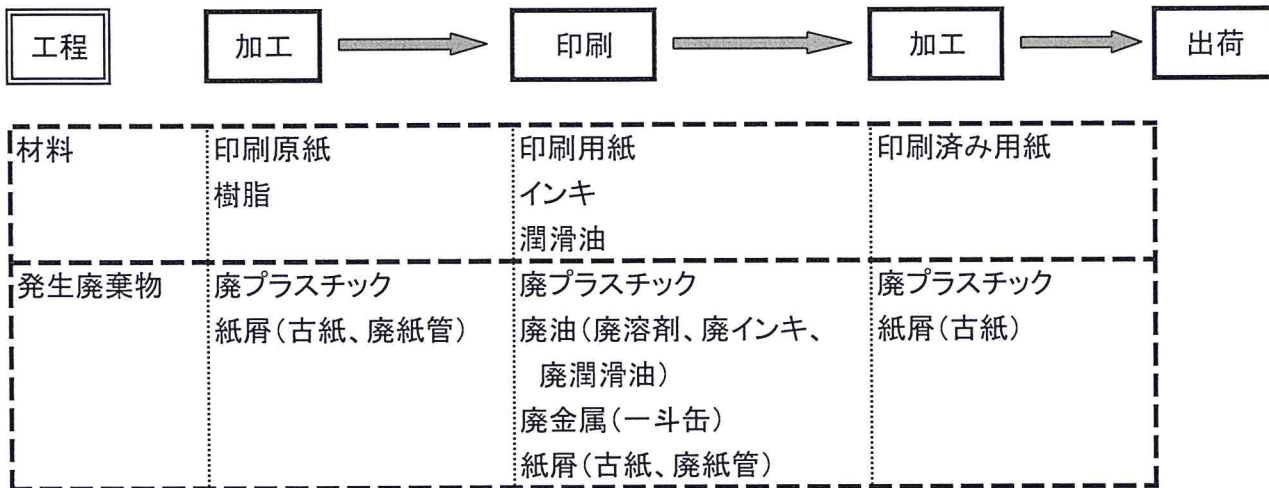 工程 加工 印刷 加工 出荷
材料 印刷原紙 印刷用紙 印刷済み用紙
樹脂 インキ
潤滑油
発生廃棄物 廃プラスチック 廃プラスチック 廃プラスチック
紙屑(古紙、廃紙管) 廃油(廃溶剤、廃インキ、 紙屑(古紙)
廃潤滑油)
廃金属(一斗缶)
紙屑(古紙、廃紙管)